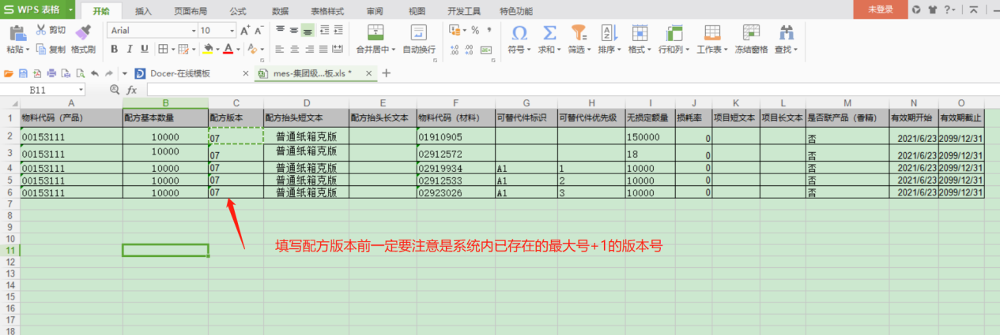 WPS 表格 开始 插入 页面布局 公式 数据 表格样式 审阅 视图 开发工具 特色功能 未登录
粘贴 剪切 复制 格式刷 Arial 10 B I U A A 合并居中 自动换行 % 符号 求和 筛选 排序 格式 行和列 工作表 冻结窗格 查找
Docer-在线模板 × mes-集团级...板.xls * × +
B11 fx
A B C D E F G H I J K L M N O
1 物料代码（产品） 配方基本数量 配方版本 配方抬头短文本 配方抬头长文本 物料代码（材料） 可替代件标识 可替代件优先级 无损定额量 损耗率 项目短文本 项目长文本 是否联产品（香精） 有效期开始 有效期截止
2 00153111 10000 07 普通纸箱克版 01910905 150000 0 否 2021/6/23 2099/12/31
3 00153111 10000 07 普通纸箱克版 02912572 18 0 否 2021/6/23 2099/12/31
4 00153111 10000 07 普通纸箱克版 02919934 A1 1 10000 0 否 2021/6/23 2099/12/31
5 00153111 10000 07 普通纸箱克版 02912533 A1 2 10000 0 否 2021/6/23 2099/12/31
6 00153111 10000 07 普通纸箱克版 02923026 A1 3 10000 0 否 2021/6/23 2099/12/31
7
8
9
10
填写配方版本前一定要注意是系统内已存在的最大号+1的版本号
11
12
13
14
15
16
17
18